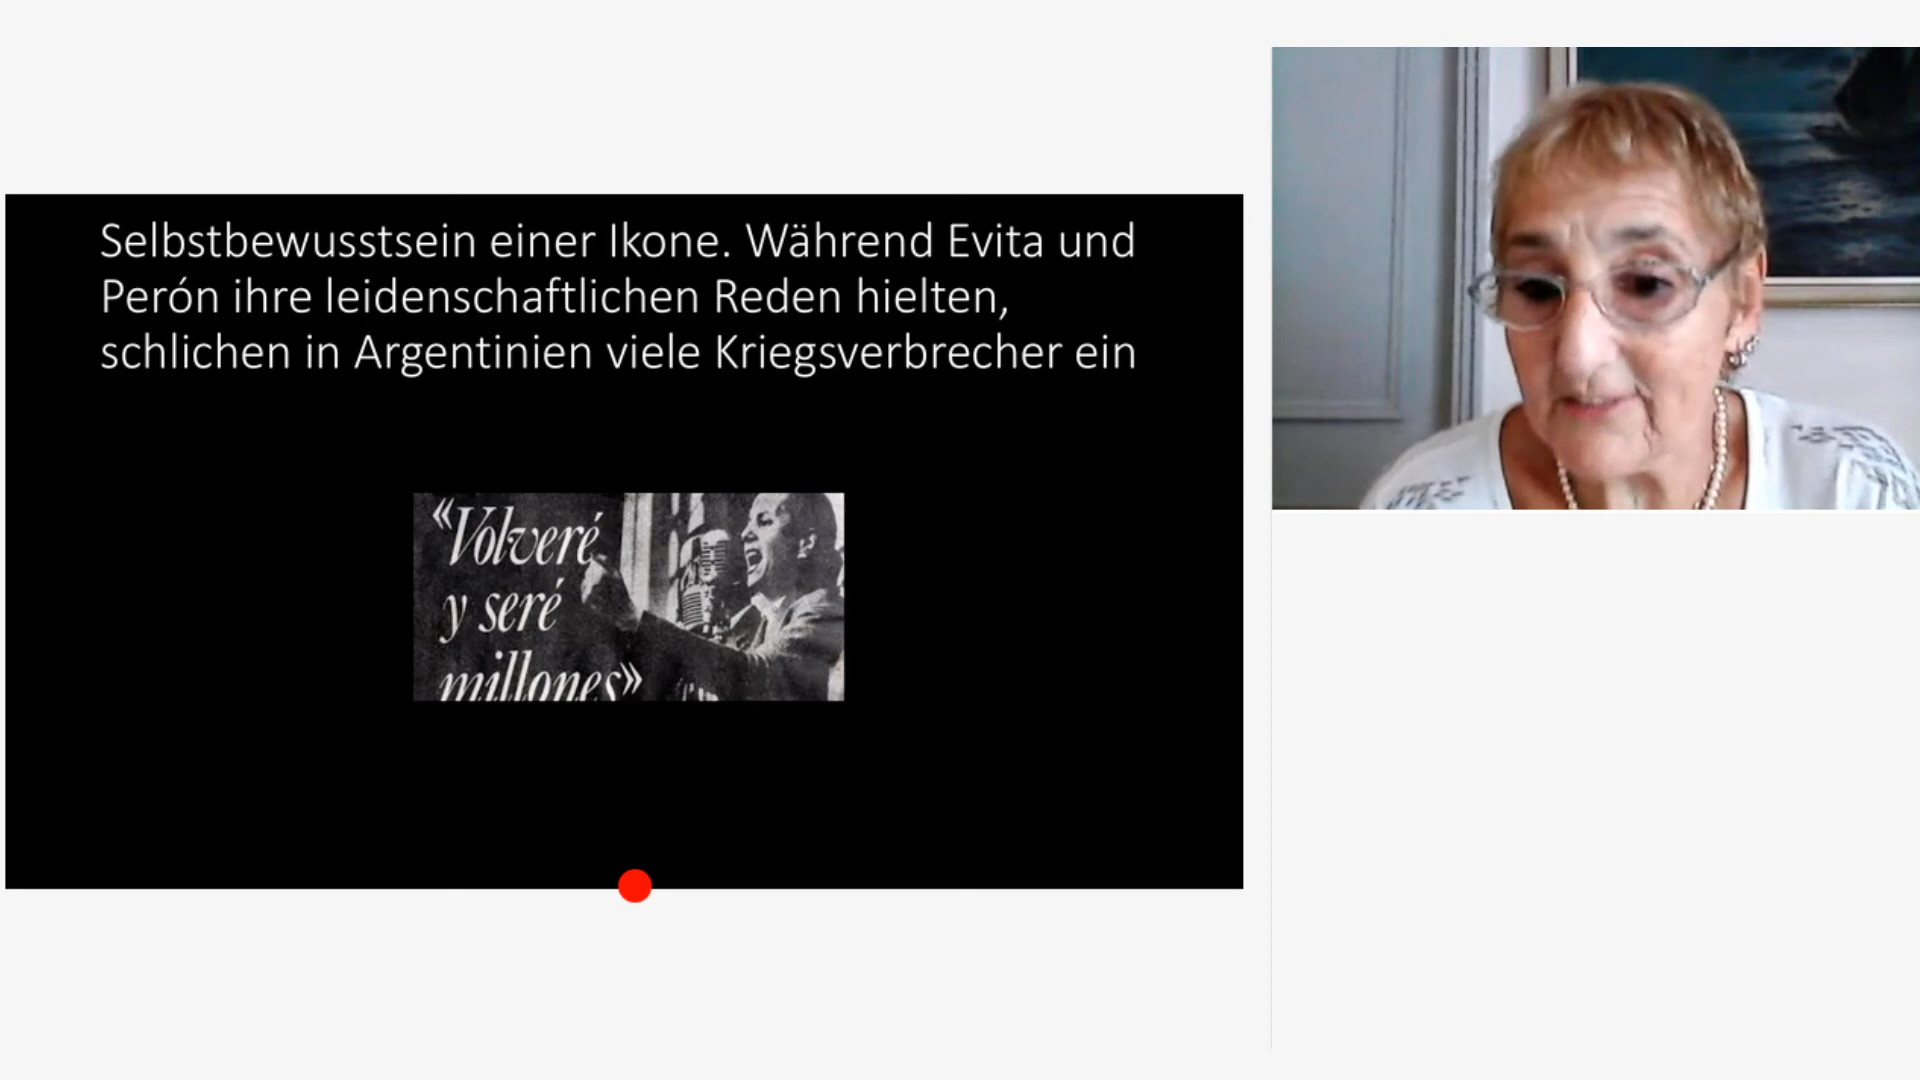 Selbstbewusstsein einer Ikone. Während Evita und
Perón ihre leidenschaftlichen Reden hielten,
schlichen in Argentinien viele Kriegsverbrecher ein
«Volveré
y seré
millones»